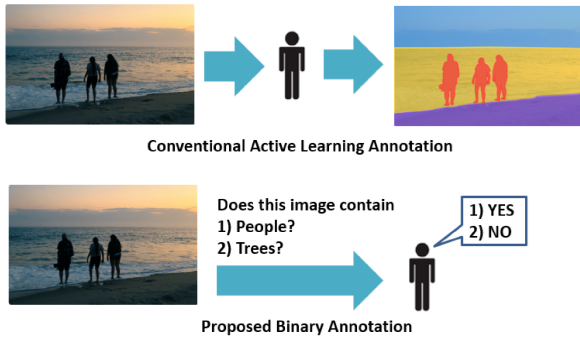 Conventional Active Learning Annotation
Does this image contain
1) People?
2) Trees?
1) YES
2) NO
Proposed Binary Annotation